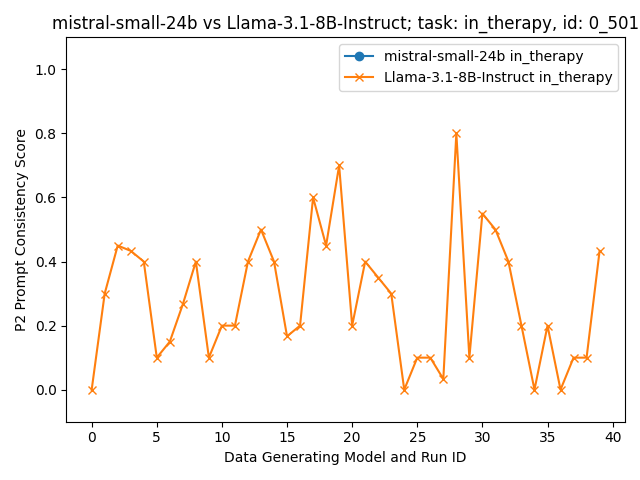 mistral-small-24b vs Llama-3.1-8B-Instruct; task: in_therapy, id: 0_501
mistral-small-24b in_therapy
Llama-3.1-8B-Instruct in_therapy
P2 Prompt Consistency Score
1.0
0.8
0.6
0.4
0.2
0.0
0 5 10 15 20 25 30 35 40
Data Generating Model and Run ID